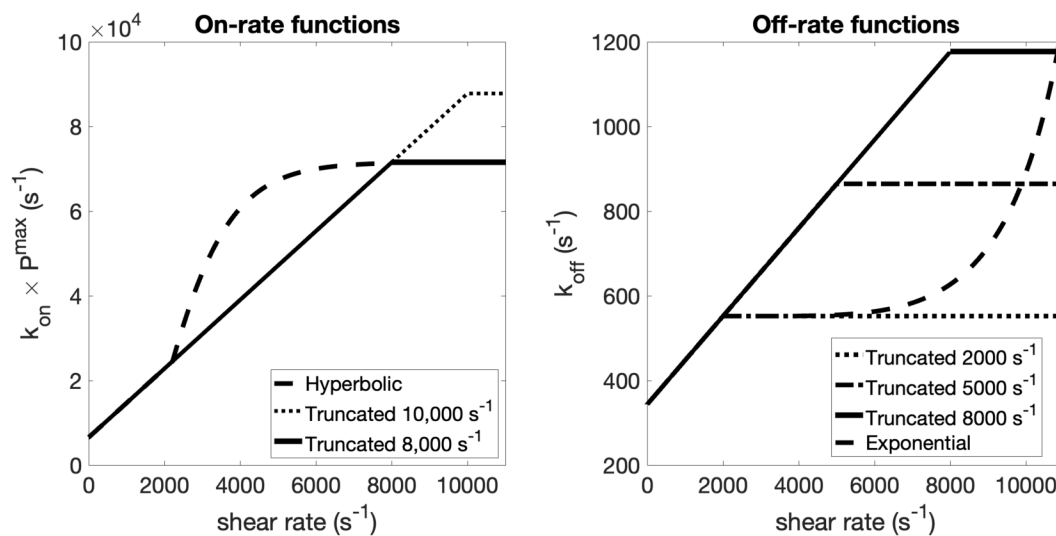 On-rate functions
×10⁴
10
8
6
4
2
0
k_on × P^max (s⁻¹)
0 2000 4000 6000 8000 10000
shear rate (s⁻¹)
Hyperbolic
Truncated 10,000 s⁻¹
Truncated 8,000 s⁻¹
Off-rate functions
1200
1000
800
600
400
200
k_off (s⁻¹)
0 2000 4000 6000 8000 10000
shear rate (s⁻¹)
Truncated 2000 s⁻¹
Truncated 5000 s⁻¹
Truncated 8000 s⁻¹
Exponential